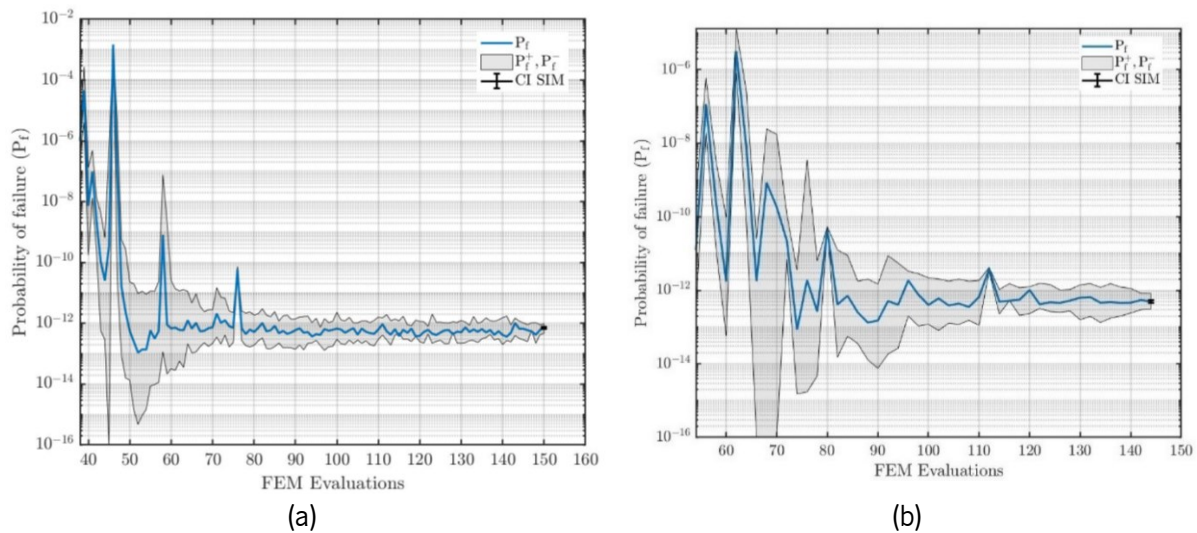 10^-2
10^-4
10^-6
10^-8
10^-10
10^-12
10^-14
10^-16
Probability of failure (P_f)
P_f
P_f^+, P_f^-
CI SIM
40 50 60 70 80 90 100 110 120 130 140 150 160
FEM Evaluations
(a)
10^-6
10^-8
10^-10
10^-12
10^-14
10^-16
Probability of failure (P_f)
P_f
P_f^+, P_f^-
CI SIM
60 70 80 90 100 110 120 130 140 150
FEM Evaluations
(b)